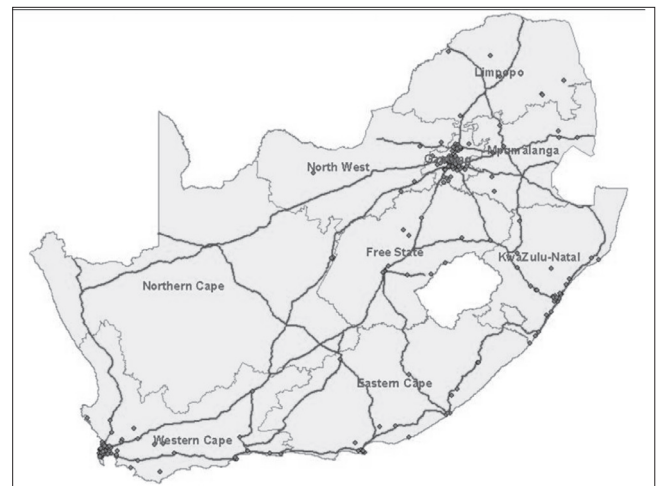 Limpopo
Mpumalanga
North West
Free State
KwaZulu-Natal
Northern Cape
Eastern Cape
Western Cape